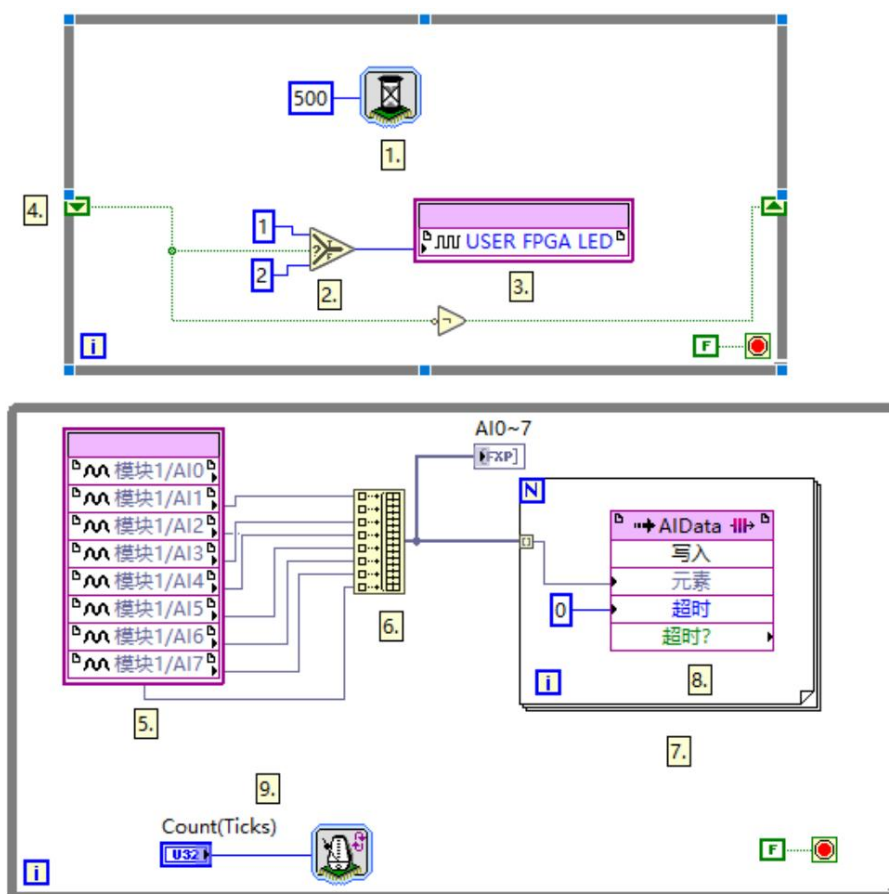 500
1.
4.
1
2
2.
USER FPGA LED
3.
i
F
AI0~7
FXP
模块1/AI0
模块1/AI1
模块1/AI2
模块1/AI3
模块1/AI4
模块1/AI5
模块1/AI6
模块1/AI7
5.
6.
N
AIData
写入
元素
0
超时
超时?
i
8.
7.
9.
Count(Ticks)
U32
i
F